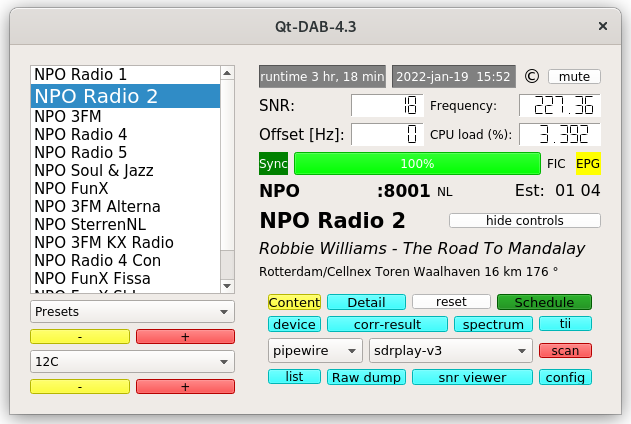 Qt-DAB-4.3
×
NPO Radio 1
NPO Radio 2
NPO 3FM
NPO Radio 4
NPO Radio 5
NPO Soul & Jazz
NPO FunX
NPO 3FM Alterna
NPO SterrenNL
NPO 3FM KX Radio
NPO Radio 4 Con
NPO FunX Fissa
Presets
- +
12C
- +
runtime 3 hr, 18 min 2022-jan-19 15:52 © mute
SNR: 18 Frequency: 227.36
Offset [Hz]: 0 CPU load (%): 3.392
Sync 100% FIC EPG
NPO :8001 NL Est: 01 04
NPO Radio 2 hide controls
Robbie Williams - The Road To Mandalay
Rotterdam/Cellnex Toren Waalhaven 16 km 176 °
Content Detail reset Schedule
device corr-result spectrum tii
pipewire sdrplay-v3 scan
list Raw dump snr viewer config